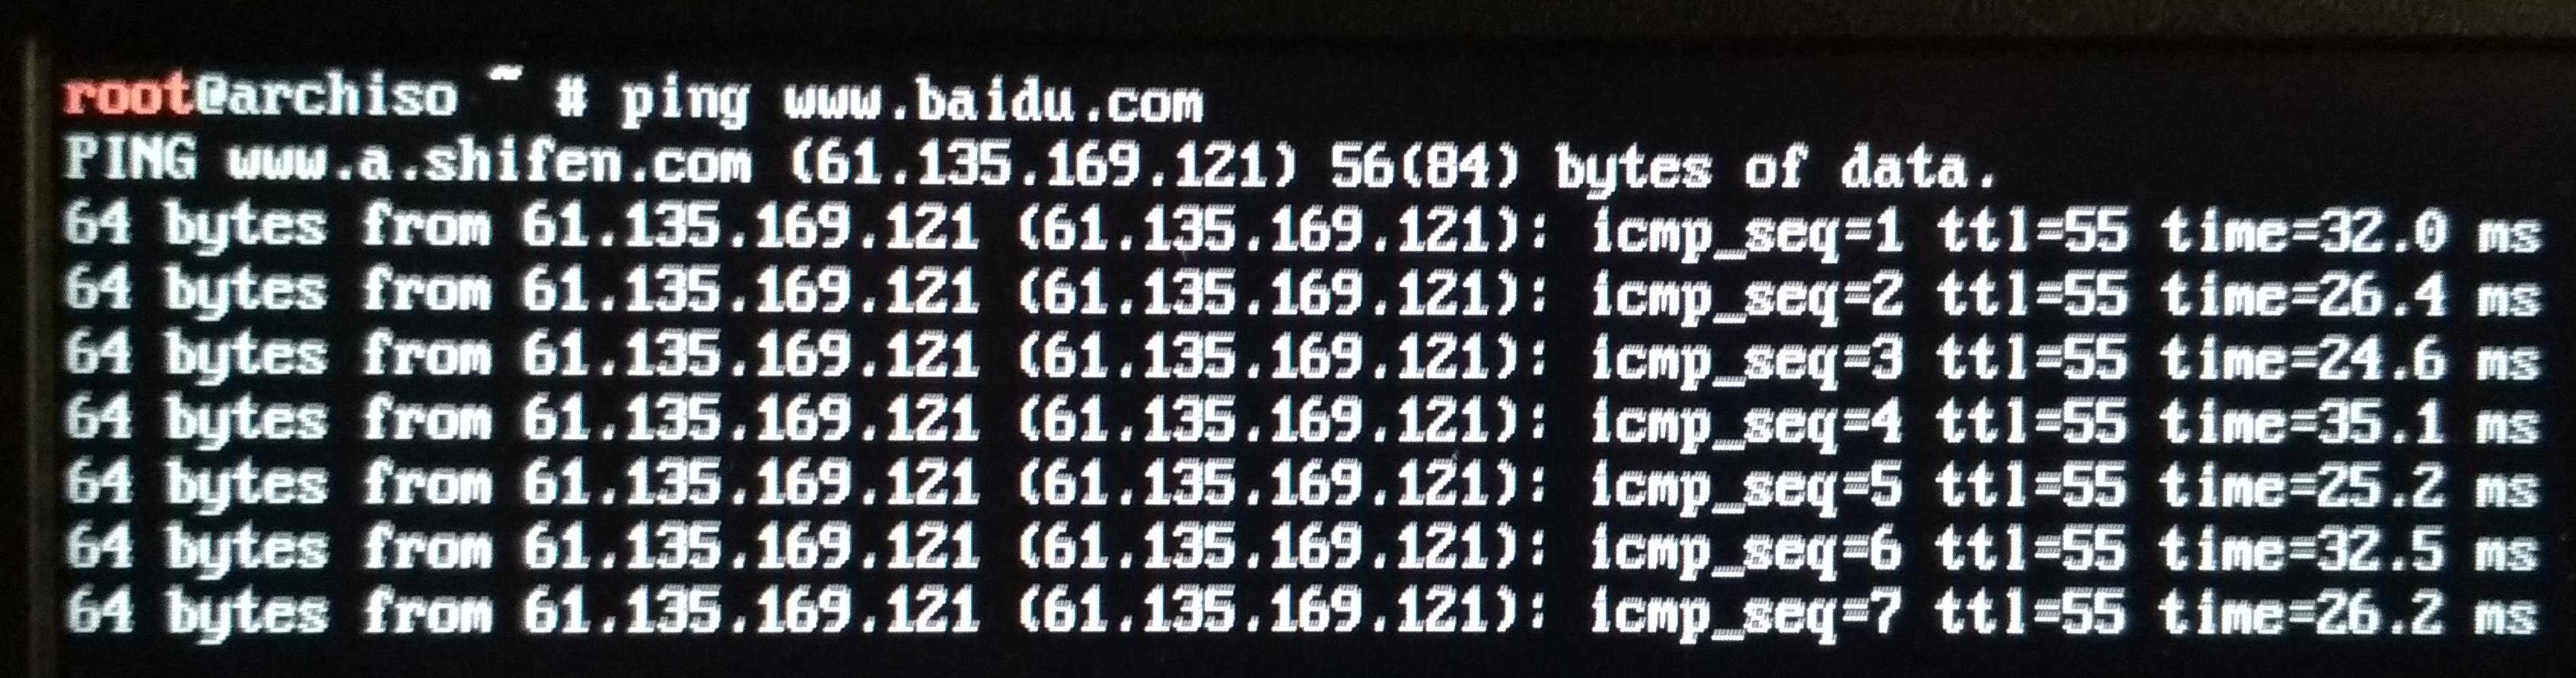 root@archiso ~ # ping www.baidu.com
PING www.a.shifen.com (61.135.169.121) 56(84) bytes of data.
64 bytes from 61.135.169.121 (61.135.169.121): icmp_seq=1 ttl=55 time=32.0 ms
64 bytes from 61.135.169.121 (61.135.169.121): icmp_seq=2 ttl=55 time=26.4 ms
64 bytes from 61.135.169.121 (61.135.169.121): icmp_seq=3 ttl=55 time=24.6 ms
64 bytes from 61.135.169.121 (61.135.169.121): icmp_seq=4 ttl=55 time=35.1 ms
64 bytes from 61.135.169.121 (61.135.169.121): icmp_seq=5 ttl=55 time=25.2 ms
64 bytes from 61.135.169.121 (61.135.169.121): icmp_seq=6 ttl=55 time=32.5 ms
64 bytes from 61.135.169.121 (61.135.169.121): icmp_seq=7 ttl=55 time=26.2 ms